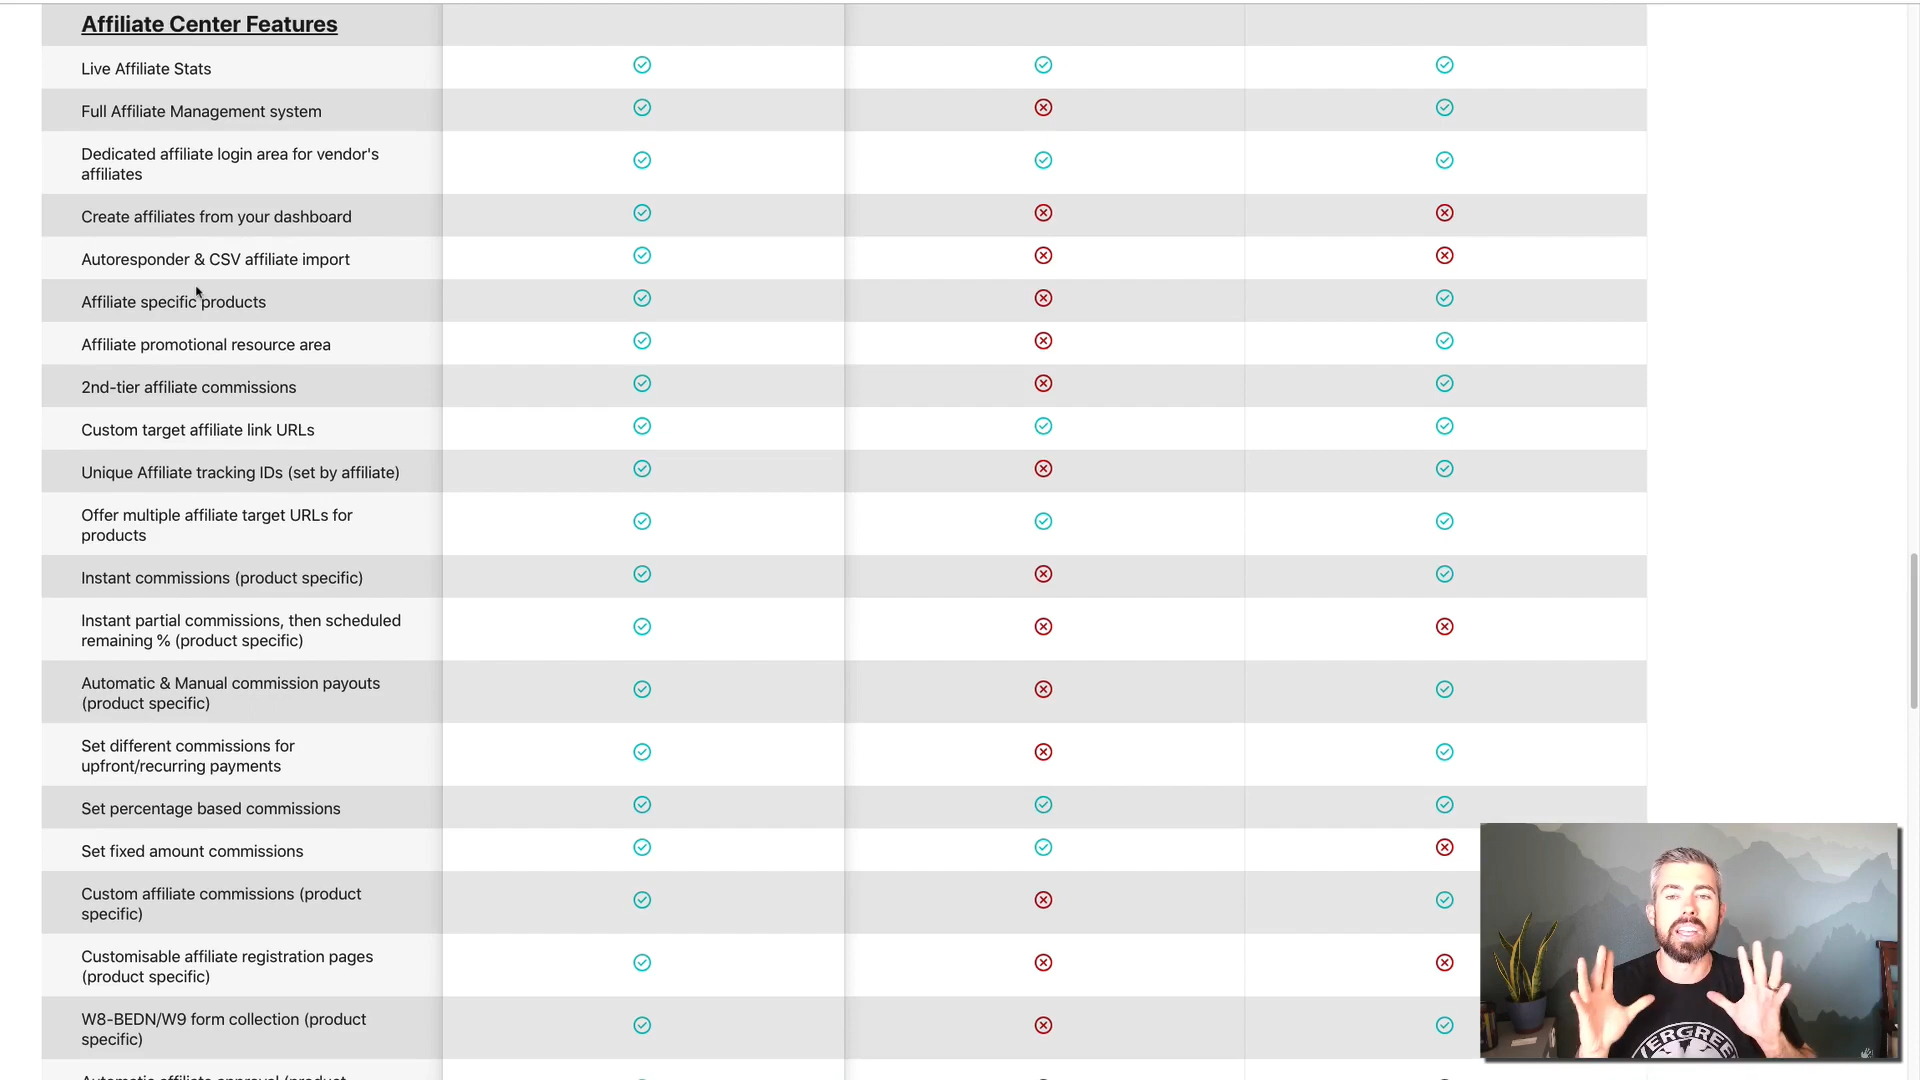 Affiliate Center Features
Live Affiliate Stats
Full Affiliate Management system
Dedicated affiliate login area for vendor's
affiliates
Create affiliates from your dashboard
Autoresponder & CSV affiliate import
Affiliate specific products
Affiliate promotional resource area
2nd-tier affiliate commissions
Custom target affiliate link URLs
Unique Affiliate tracking IDs (set by affiliate)
Offer multiple affiliate target URLs for
products
Instant commissions (product specific)
Instant partial commissions, then scheduled
remaining % (product specific)
Automatic & Manual commission payouts
(product specific)
Set different commissions for
upfront/recurring payments
Set percentage based commissions
Set fixed amount commissions
Custom affiliate commissions (product
specific)
Customisable affiliate registration pages
(product specific)
W8-BEDN/W9 form collection (product
specific)
Automatic affiliate approval (product